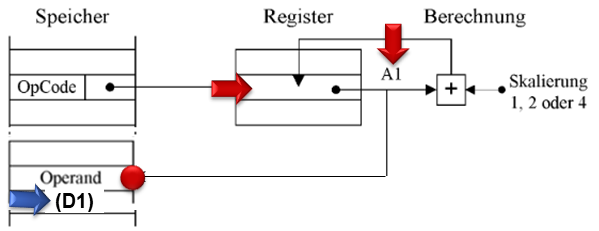 Speicher
Register
Berechnung
A1
OpCode
+
Skalierung
1, 2 oder 4
Operand
(D1)